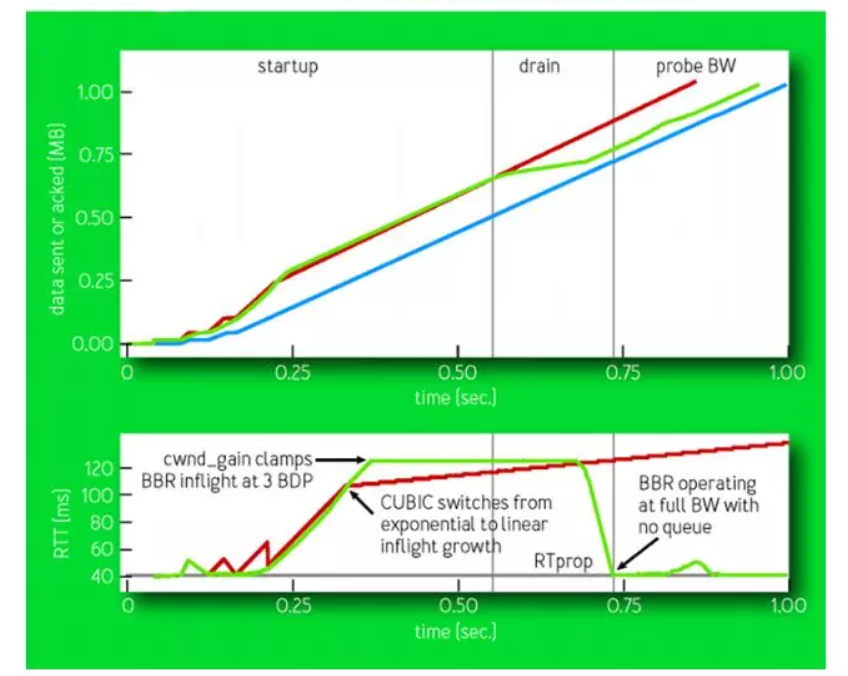 startup
drain
probe BW
data sent or acked (MB)
1.00
0.75
0.50
0.25
0.00
0
0.25
0.50
0.75
1.00
time (sec.)
RTT (ms)
120
100
80
60
40
cwnd_gain clamps
BBR inflight at 3 BDP
CUBIC switches from
exponential to linear
inflight growth
RTprop
BBR operating
at full BW with
no queue
0
0.25
0.50
0.75
1.00
time (sec.)